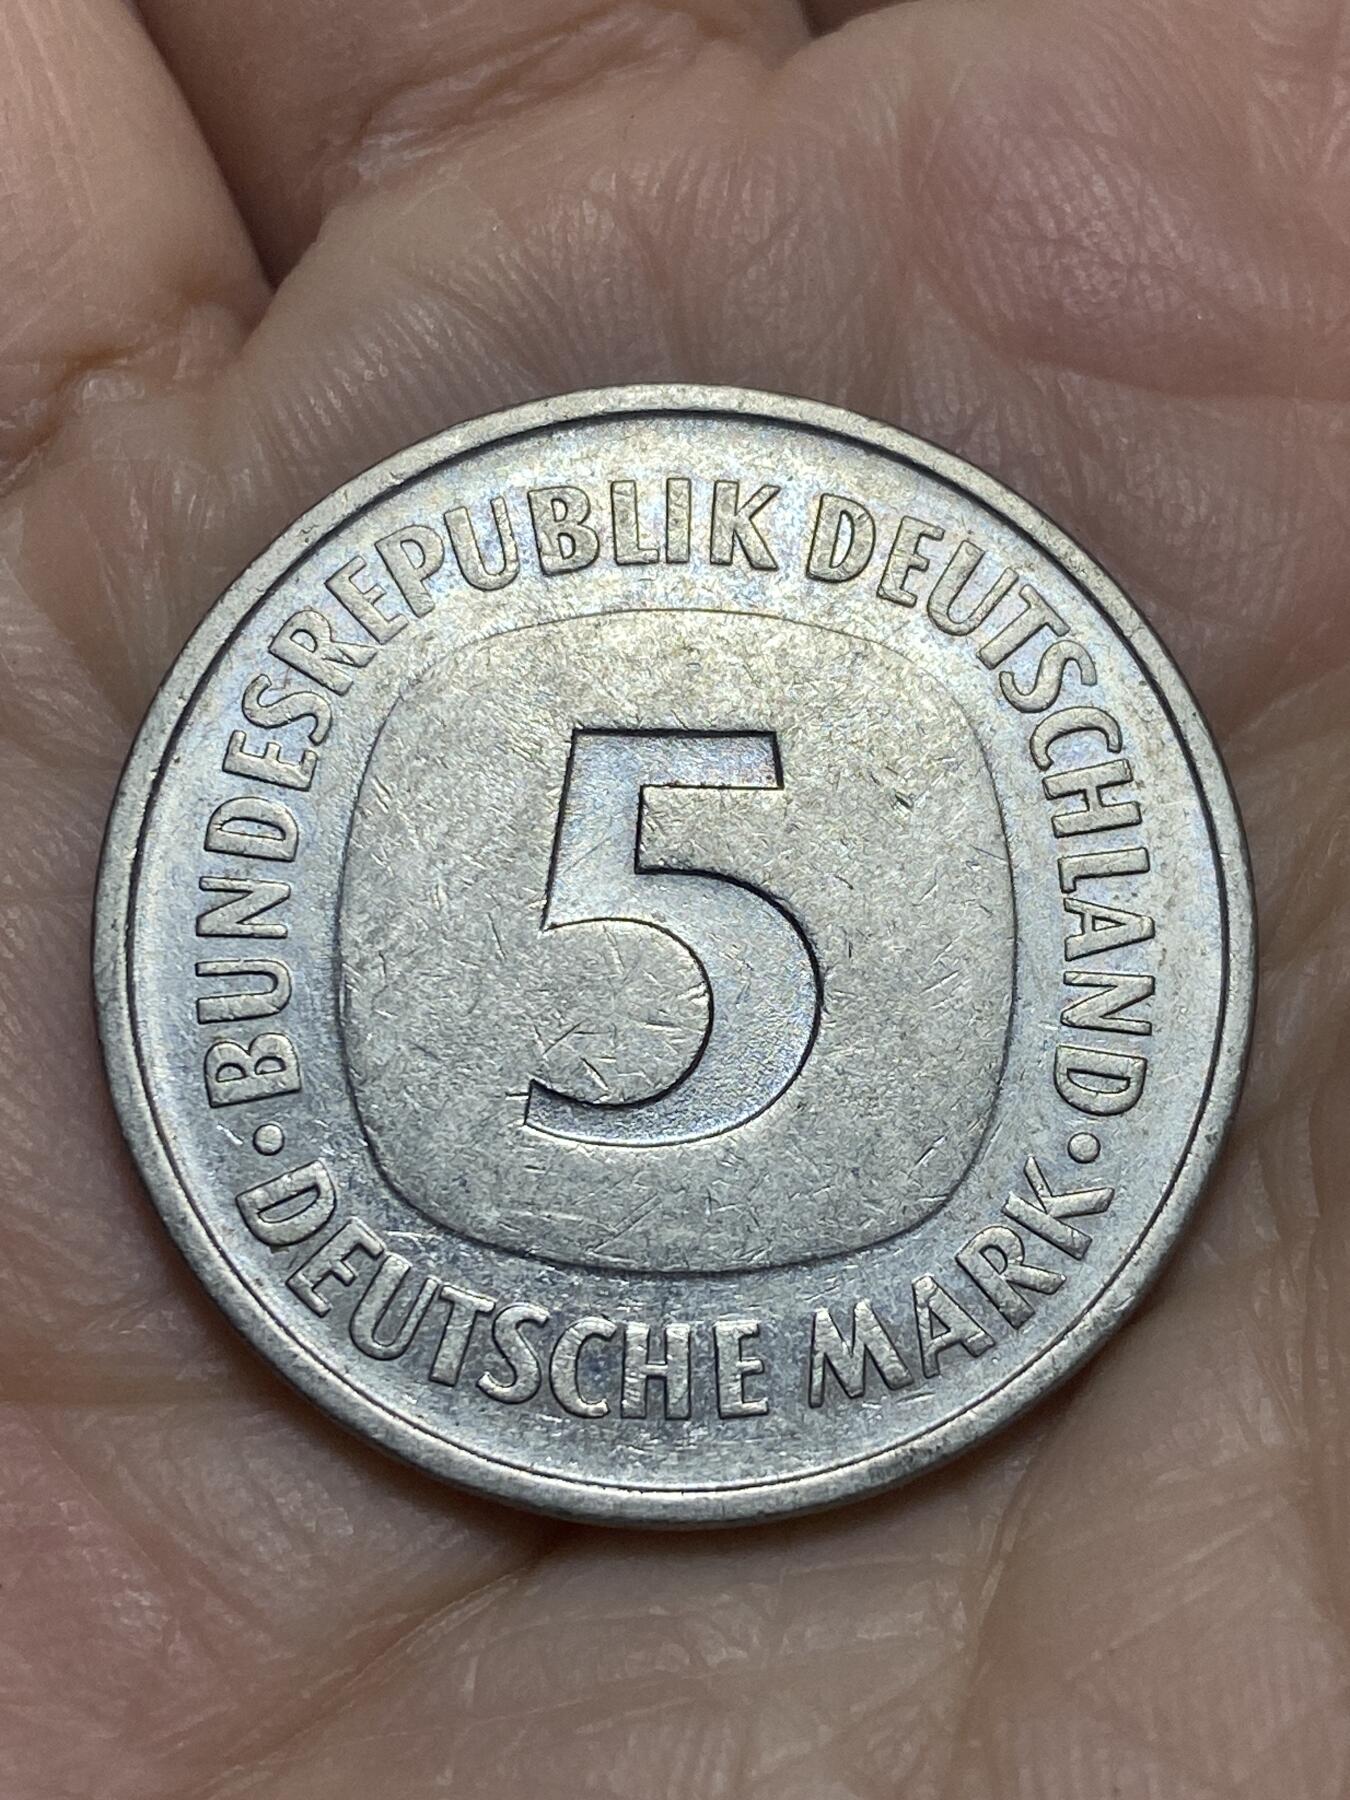 · BUNDESREPUBLIK DEUTSCHLAND ·
5
DEUTSCHE MARK